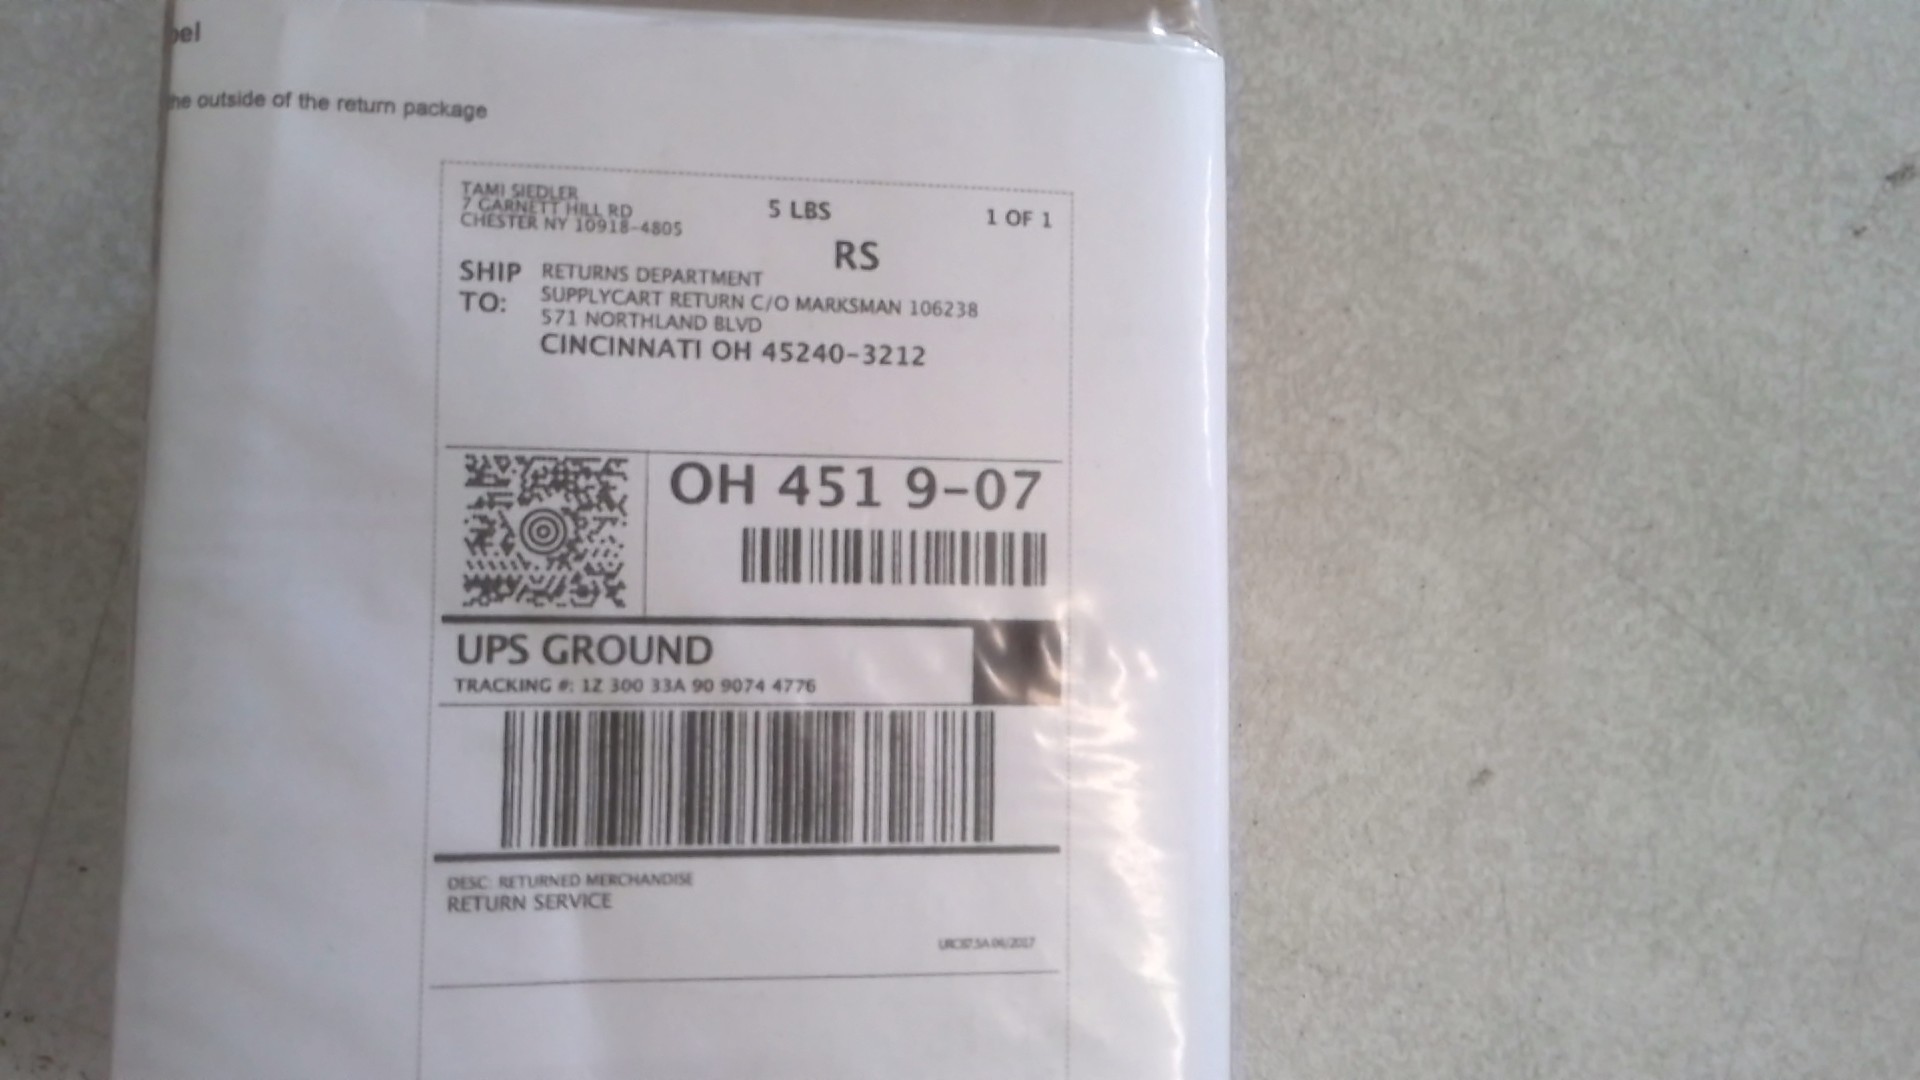 bel
he outside of the return package
TAMI SIEDLER
7 GARNETT HILL RD
CHESTER NY 10918-4805
5 LBS
1 OF 1
RS
SHIP TO:
RETURNS DEPARTMENT
SUPPLYCART RETURN C/O MARKSMAN 106238
571 NORTHLAND BLVD
CINCINNATI OH 45240-3212
OH 451 9-07
UPS GROUND
TRACKING #: 1Z 300 33A 90 9074 4776
DESC: RETURNED MERCHANDISE
RETURN SERVICE